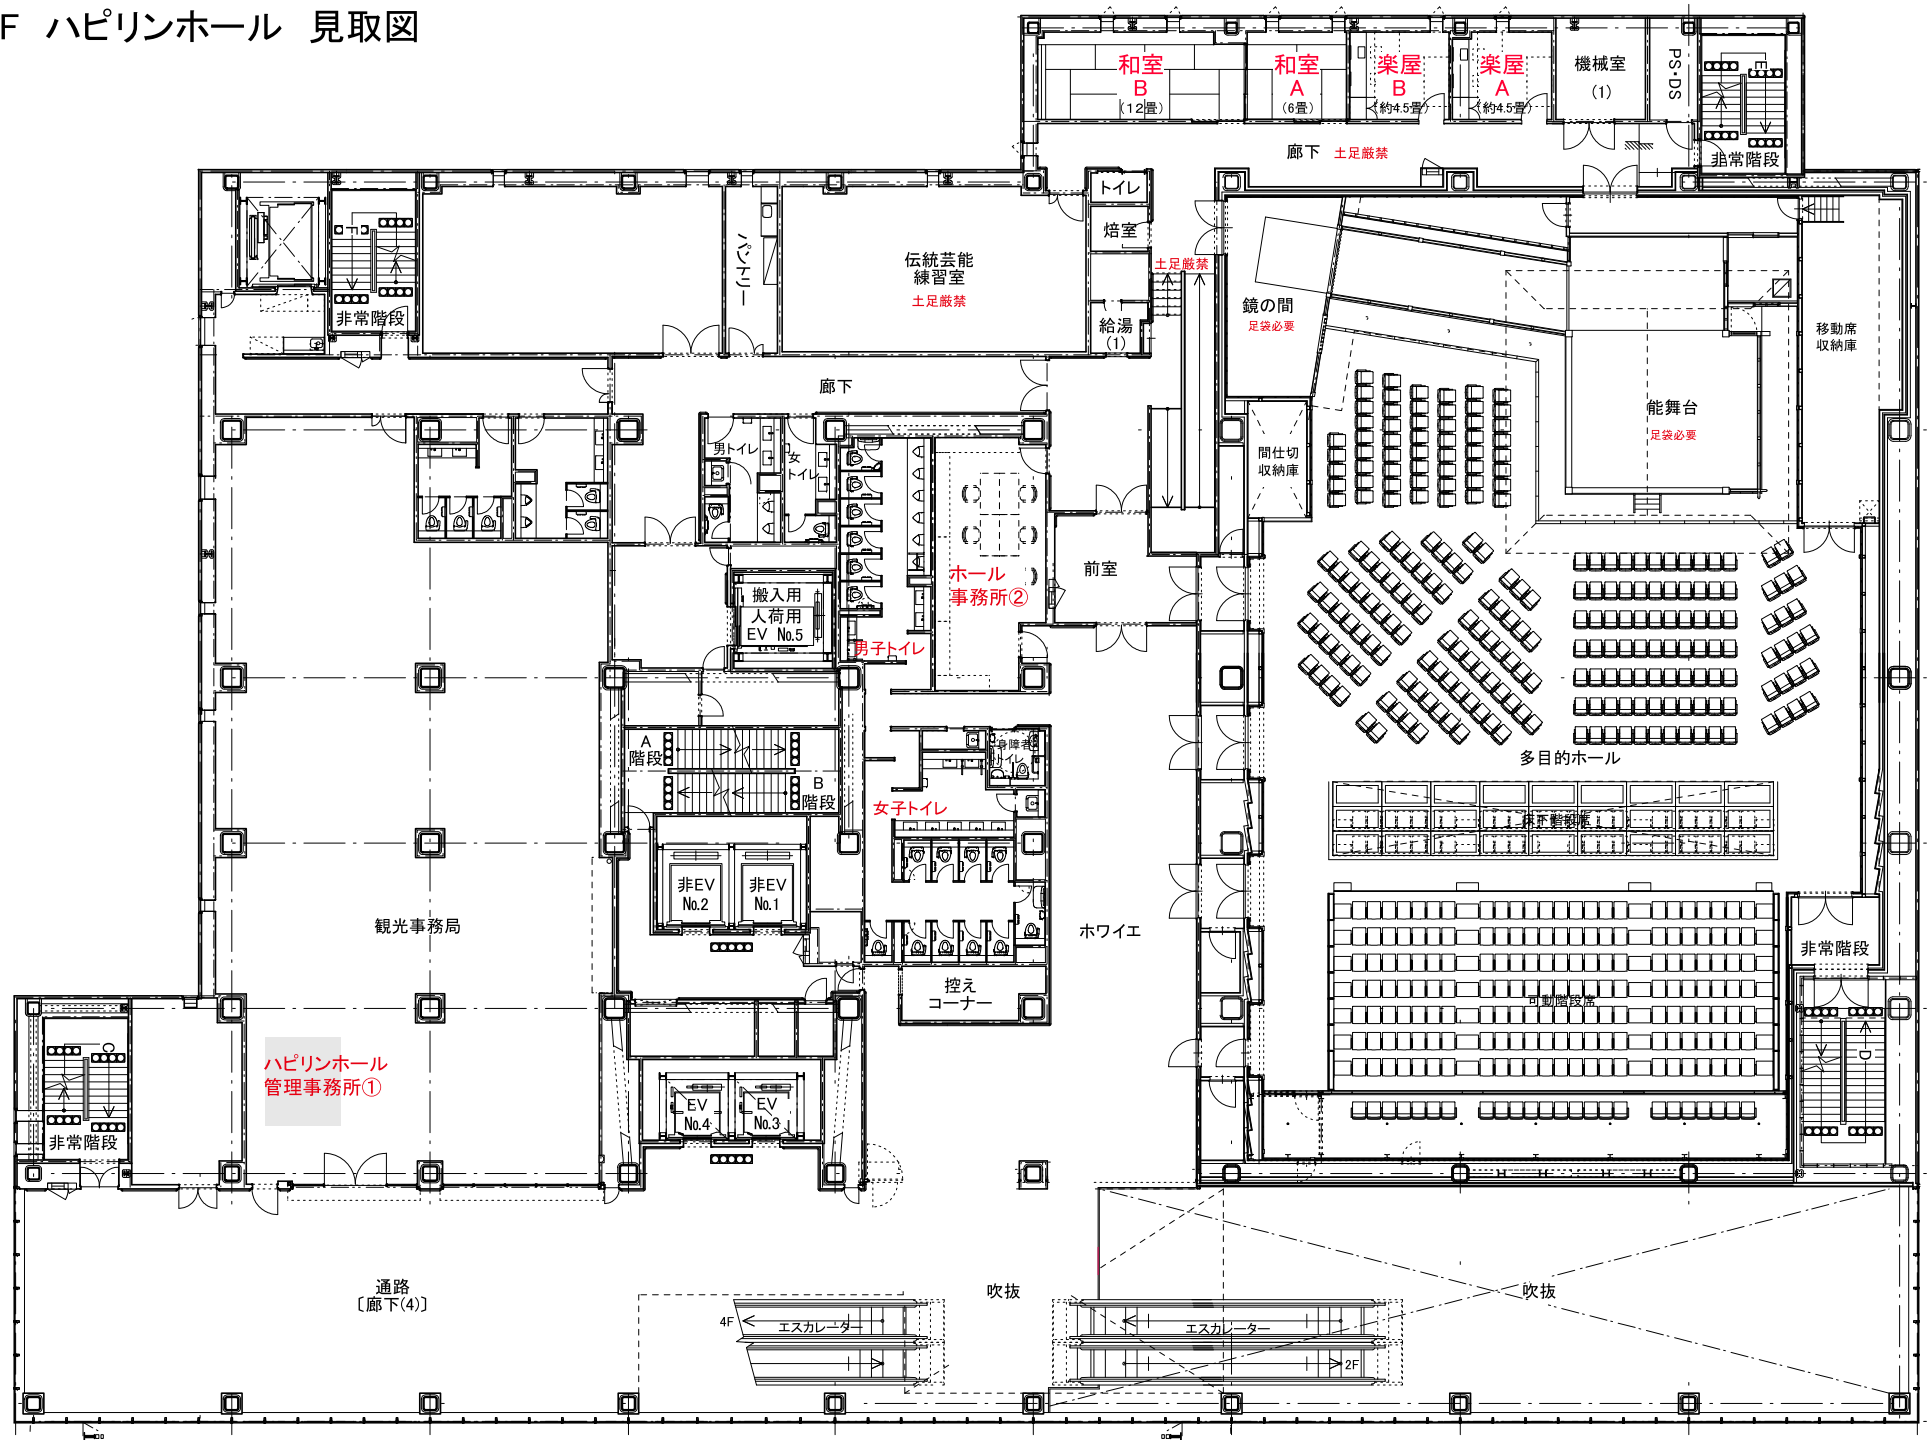 F ハピリンホール 見取図
和室
B
(12畳)
和室
A
(6畳)
楽屋
B
(約4.5畳)
楽屋
A
(約4.5畳)
機械室
(1)
PS・DS
E
非常階段
廊下 土足厳禁
トイレ
焙室
土足厳禁
給湯
(1)
F
非常階段
パントリー
伝統芸能
練習室
土足厳禁
鏡の間
足袋必要
移動席
収納庫
能舞台
足袋必要
廊下
間仕切
収納庫
男トイレ
女
トイレ
搬入用
人荷用
EV No.5
ホール
事務所②
前室
男子トイレ
A
階段
B
階段
身障者
トイレ
女子トイレ
多目的ホール
床下階段席
非EV
No.2
非EV
No.1
観光事務局
ホワイエ
控え
コーナー
可動階段席
非常階段
D
C
非常階段
ハピリンホール
管理事務所①
EV
No.4
EV
No.3
通路
〔廊下(4)〕
吹抜
吹抜
4F
エスカレーター
エスカレーター
2F